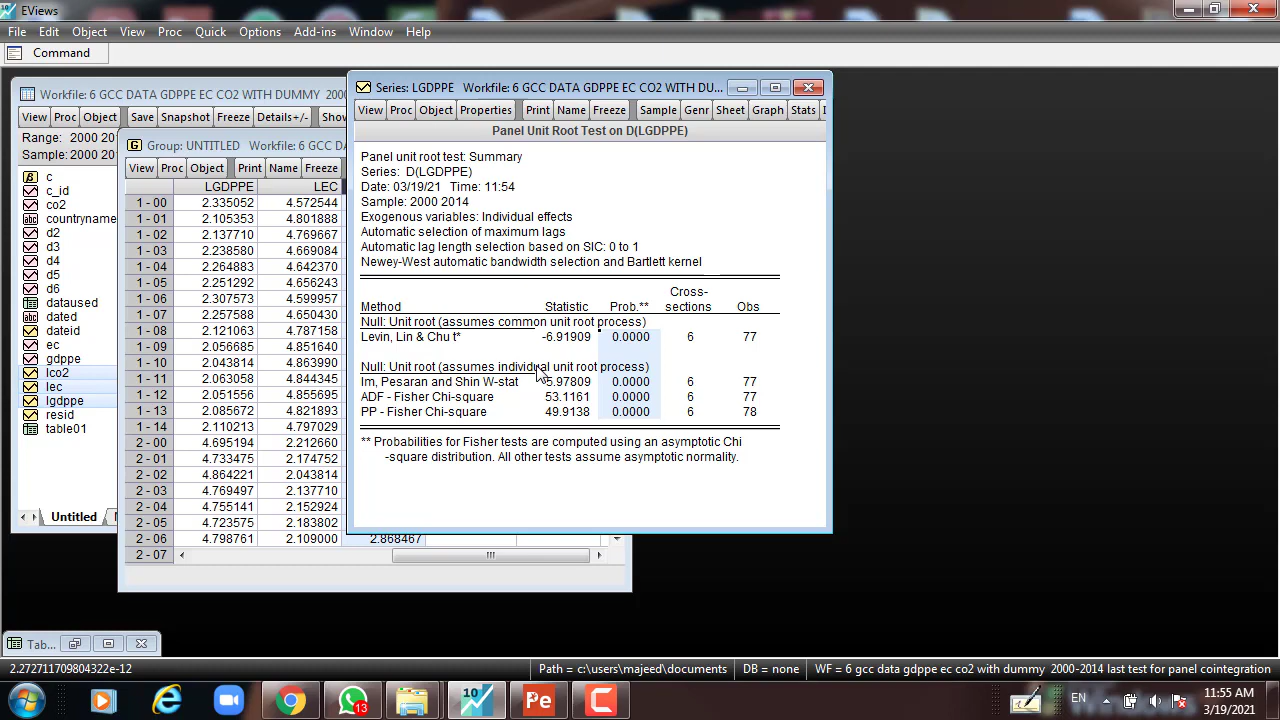 EViews
File Edit Object View Proc Quick Options Add-ins Window Help
Command
Workfile: 6 GCC DATA GDPPE EC CO2 WITH DUMMY 2000
View Proc Object Save Snapshot Freeze Details+/- Show
Range: 2000 20
Sample: 2000 20
c
c_id
co2
countryname
d2
d3
d4
d5
d6
dataused
dated
dateid
ec
gdppe
lco2
lec
lgdppe
resid
table01
Untitled
Group: UNTITLED Workfile: 6 GCC DA
View Proc Object Print Name Freeze
LGDPPE LEC
1 - 00 2.335052 4.572544
1 - 01 2.105353 4.801888
1 - 02 2.137710 4.769667
1 - 03 2.238580 4.669084
1 - 04 2.264883 4.642370
1 - 05 2.251292 4.656243
1 - 06 2.307573 4.599957
1 - 07 2.257588 4.650430
1 - 08 2.121063 4.787158
1 - 09 2.056685 4.851640
1 - 10 2.043814 4.863990
1 - 11 2.063058 4.844345
1 - 12 2.051556 4.855695
1 - 13 2.085672 4.821893
1 - 14 2.110213 4.797029
2 - 00 4.695194 2.212660
2 - 01 4.733475 2.174752
2 - 02 4.864221 2.043814
2 - 03 4.769497 2.137710
2 - 04 4.755141 2.152924
2 - 05 4.723575 2.183802
2 - 06 4.798761 2.109000 2.868467
2 - 07
Series: LGDPPE Workfile: 6 GCC DATA GDPPE EC CO2 WITH DU...
View Proc Object Properties Print Name Freeze Sample Genr Sheet Graph Stats
Panel Unit Root Test on D(LGDPPE)
Panel unit root test: Summary
Series: D(LGDPPE)
Date: 03/19/21 Time: 11:54
Sample: 2000 2014
Exogenous variables: Individual effects
Automatic selection of maximum lags
Automatic lag length selection based on SIC: 0 to 1
Newey-West automatic bandwidth selection and Bartlett kernel
Cross-
Method Statistic Prob.** sections Obs
Null: Unit root (assumes common unit root process)
Levin, Lin & Chu t* -6.91909 0.0000 6 77
Null: Unit root (assumes individual unit root process)
Im, Pesaran and Shin W-stat 5.97809 0.0000 6 77
ADF - Fisher Chi-square 53.1161 0.0000 6 77
PP - Fisher Chi-square 49.9138 0.0000 6 78
** Probabilities for Fisher tests are computed using an asymptotic Chi
-square distribution. All other tests assume asymptotic normality.
Tab...
2.272711709804322e-12 Path = c:\users\majeed\documents DB = none WF = 6 gcc data gdppe ec co2 with dummy 2000-2014 last test for panel cointegration
13 10 Pe EN 11:55 AM
3/19/2021